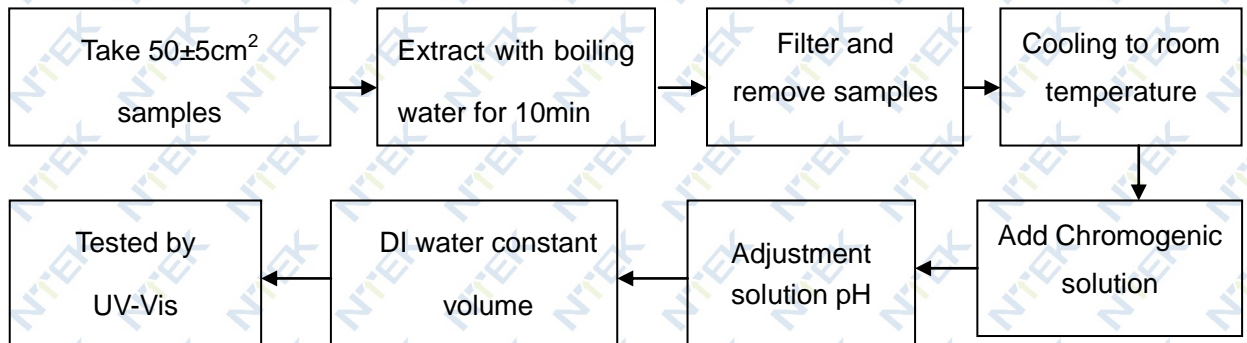 Take 50±5cm²
samples
Extract with boiling
water for 10min
Filter and
remove samples
Cooling to room
temperature
Add Chromogenic
solution
Adjustment
solution pH
DI water constant
volume
Tested by
UV-Vis